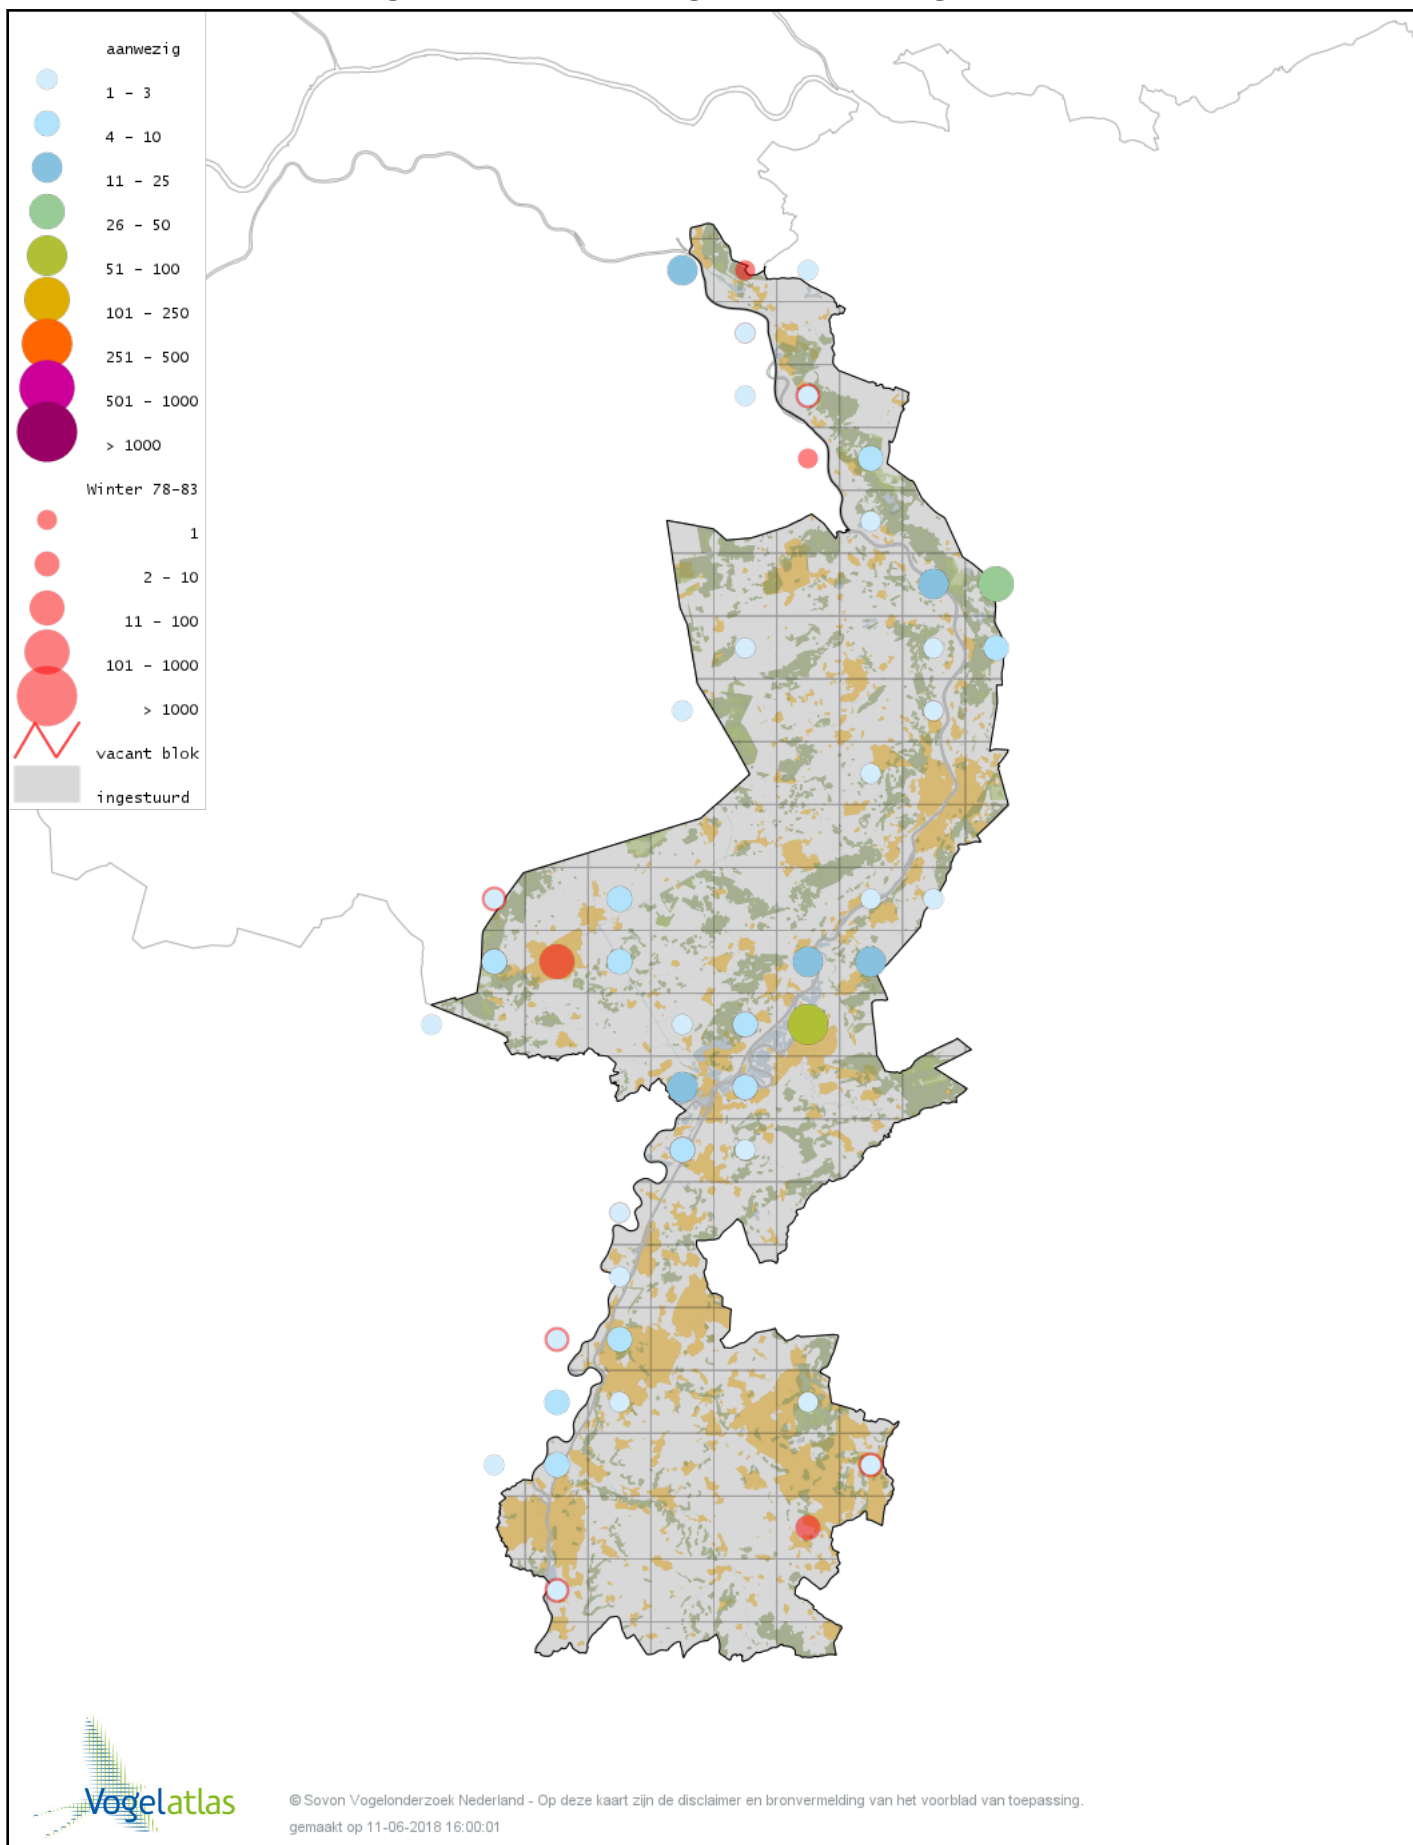 aanwezig
1 - 3
4 - 10
11 - 25
26 - 50
51 - 100
101 - 250
251 - 500
501 - 1000
> 1000
Winter 78-83
1
2 - 10
11 - 100
101 - 1000
> 1000
vacant blok
ingestuurd
Vogelatlas
© Sovon Vogelonderzoek Nederland - Op deze kaart zijn de disclaimer en bronvermelding van het voorblad van toepassing.
gemaakt op 11-06-2018 16:00:01